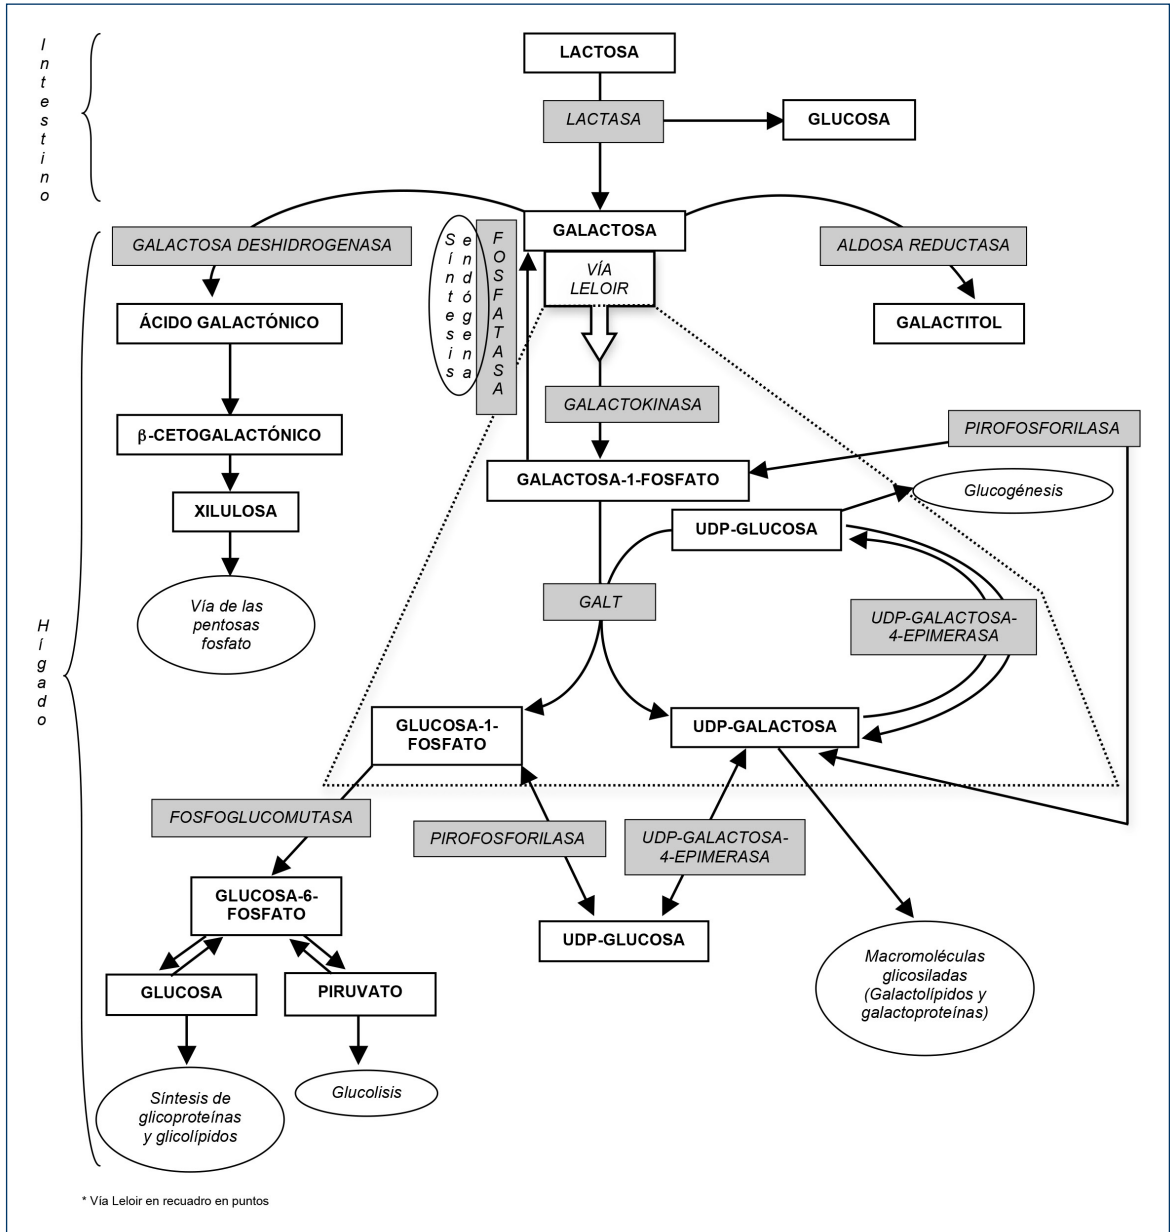 Intestino
LACTOSA
LACTASA
GLUCOSA
GALACTOSA DESHIDROGENASA
Síntesis
endógena
FOSFATASA
GALACTOSA
VÍA
LELOIR
ALDOSA REDUCTASA
ÁCIDO GALACTÓNICO
GALACTITOL
GALACTOKINASA
β-CETOGALACTÓNICO
PIROFOSFORILASA
GALACTOSA-1-FOSFATO
Glucogénesis
XILULOSA
UDP-GLUCOSA
Hígado
Vía de las
pentosas
fosfato
GALT
UDP-GALACTOSA-
4-EPIMERASA
GLUCOSA-1-
FOSFATO
UDP-GALACTOSA
FOSFOGLUCOMUTASA
PIROFOSFORILASA
UDP-GALACTOSA-
4-EPIMERASA
GLUCOSA-6-
FOSFATO
UDP-GLUCOSA
Macromoléculas
glicosiladas
(Galactolípidos y
galactoproteínas)
GLUCOSA
PIRUVATO
Síntesis de
glicoproteínas
y glicolípidos
Glucolisis
* Vía Leloir en recuadro en puntos